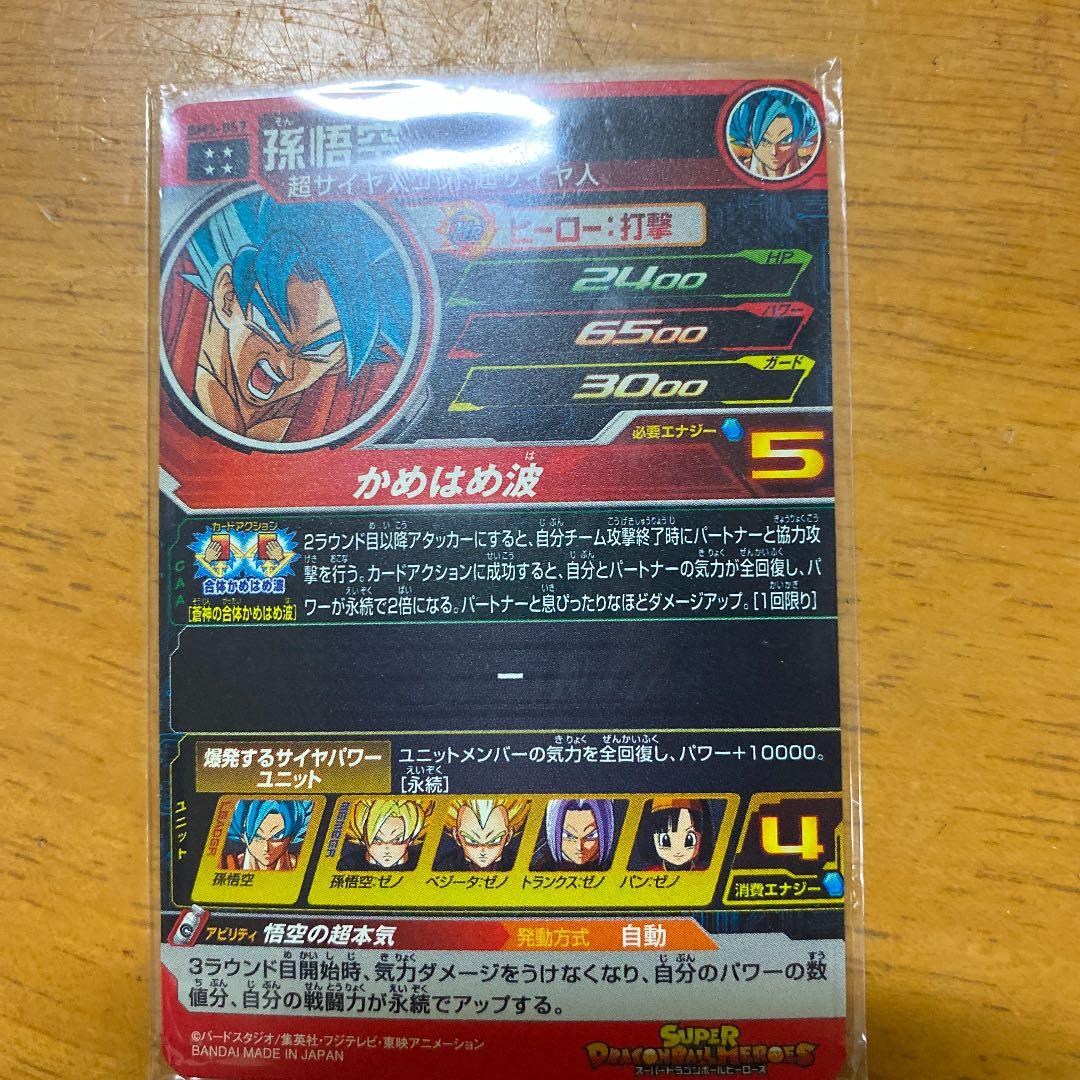 BM3-057
孫悟空
超サイヤ人ゴッド超サイヤ人
ヒーロー:打撃
HP
2400
パワー
6500
ガード
3000
必要エナジー
5
かめはめ波
CAA
カードアクション
合体かめはめ波
[蒼神の合体かめはめ波]
2ラウンド目以降アタッカーにすると、自分チーム攻撃終了時にパートナーと協力攻
撃を行う。カードアクションに成功すると、自分とパートナーの気力が全回復し、パ
ワーが永続で2倍になる。パートナーと息ぴったりなほどダメージアップ。[1回限り]
ー
ユニット
爆発するサイヤパワー
ユニット
ユニットメンバーの気力を全回復し、パワー+10000。
[永続]
LEADER
MEMBER
孫悟空
孫悟空:ゼノ
ベジータ:ゼノ
トランクス:ゼノ
パン:ゼノ
4
消費エナジー
アビリティ 悟空の超本気
発動方式 自動
3ラウンド目開始時、気力ダメージをうけなくなり、自分のパワーの数
値分、自分の戦闘力が永続でアップする。
©バードスタジオ/集英社・フジテレビ・東映アニメーション
BANDAI MADE IN JAPAN
SUPER
DRAGONBALL HEROES
スーパードラゴンボールヒーローズ